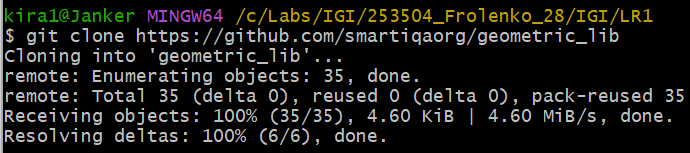 kira1@Janker MINGW64 /c/Labs/IGI/253504_Frolenko_28/IGI/LR1
$ git clone https://github.com/smartiqaorg/geometric_lib
Cloning into 'geometric_lib'...
remote: Enumerating objects: 35, done.
remote: Total 35 (delta 0), reused 0 (delta 0), pack-reused 35
Receiving objects: 100% (35/35), 4.60 KiB | 4.60 MiB/s, done.
Resolving deltas: 100% (6/6), done.